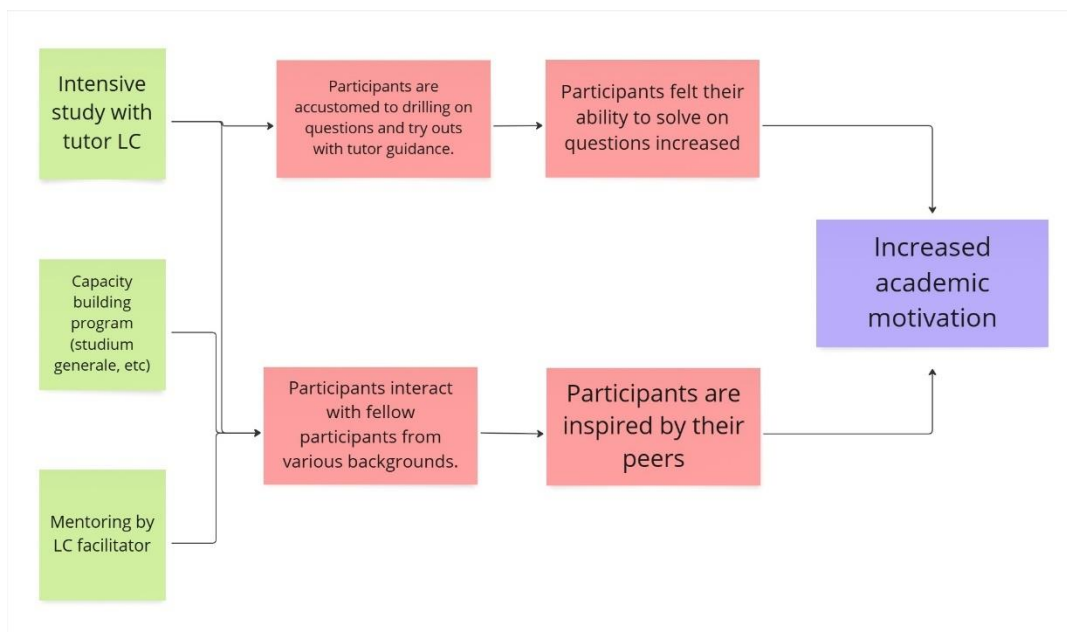 Intensive
study with
tutor LC
Participants are
accustomed to drilling on
questions and try outs
with tutor guidance.
Participants felt their
ability to solve on
questions increased
Increased
academic
motivation
Capacity
building
program
(studium
generale, etc)
Participants interact
with fellow
participants from
various backgrounds.
Participants are
inspired by their
peers
Mentoring by
LC facilitator